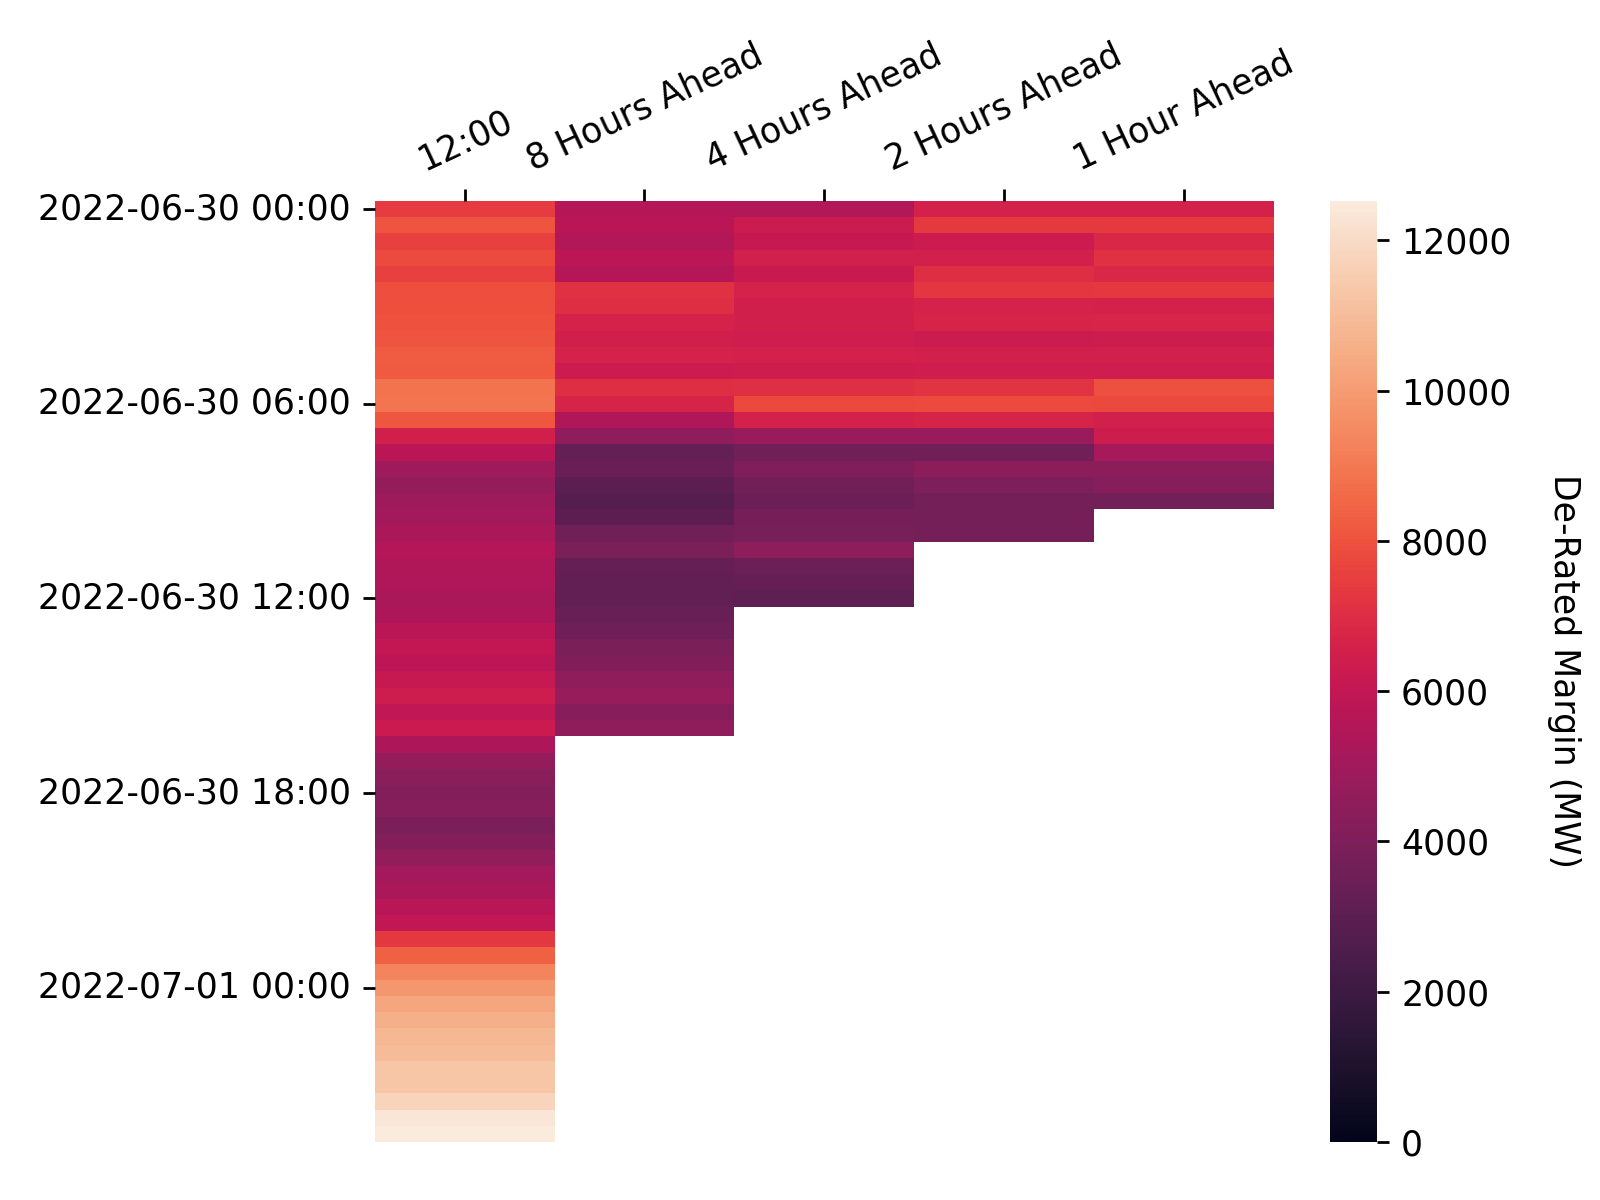 12:00
8 Hours Ahead
4 Hours Ahead
2 Hours Ahead
1 Hour Ahead
2022-06-30 00:00
2022-06-30 06:00
2022-06-30 12:00
2022-06-30 18:00
2022-07-01 00:00
12000
10000
8000
6000
4000
2000
0
De-Rated Margin (MW)